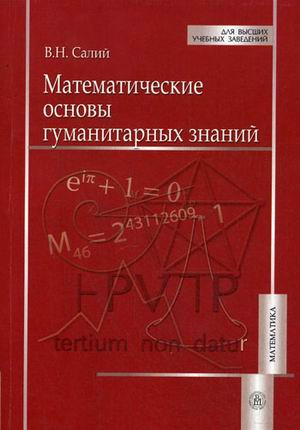 ДЛЯ ВЫСШИХ
УЧЕБНЫХ ЗАВЕДЕНИЙ
В.Н. Салий
Математические
основы
гуманитарных знаний
e^{iπ} + 1 = 0
M₄₆ = 2^{43112609} - 1
tertium non datur
МАТЕМАТИКА